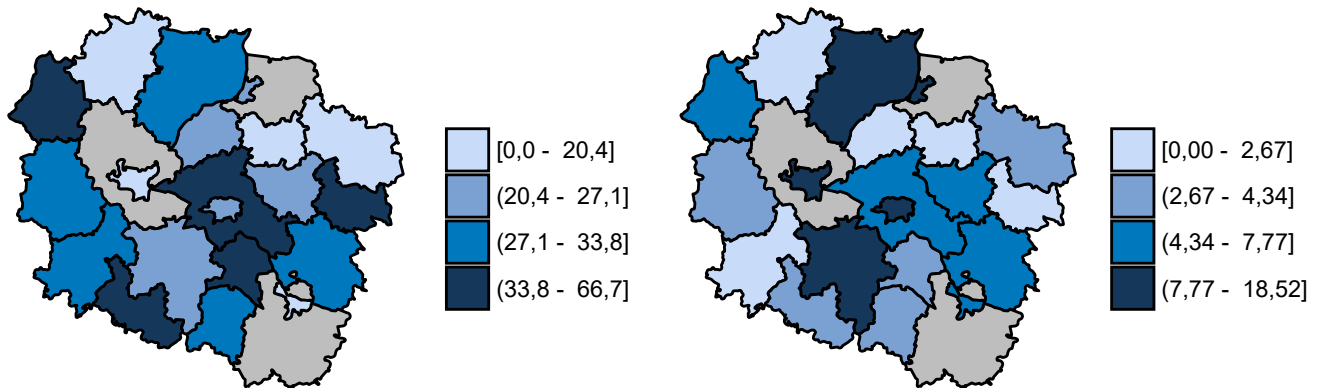 [0,0 - 20,4]
(20,4 - 27,1]
(27,1 - 33,8]
(33,8 - 66,7]
[0,00 - 2,67]
(2,67 - 4,34]
(4,34 - 7,77]
(7,77 - 18,52]